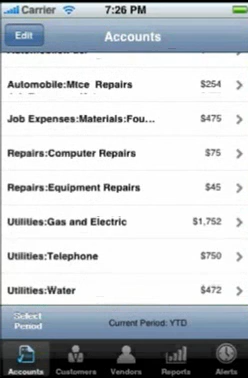 Carrier 7:26 PM
Edit Accounts
Automobile:Mtce Repairs $254
Job Expenses:Materials:Fou... $475
Repairs:Computer Repairs $75
Repairs:Equipment Repairs $45
Utilities:Gas and Electric $1,752
Utilities:Telephone $750
Utilities:Water $472
Select
Period
Current Period: YTD
Accounts Customers Vendors Reports Alerts